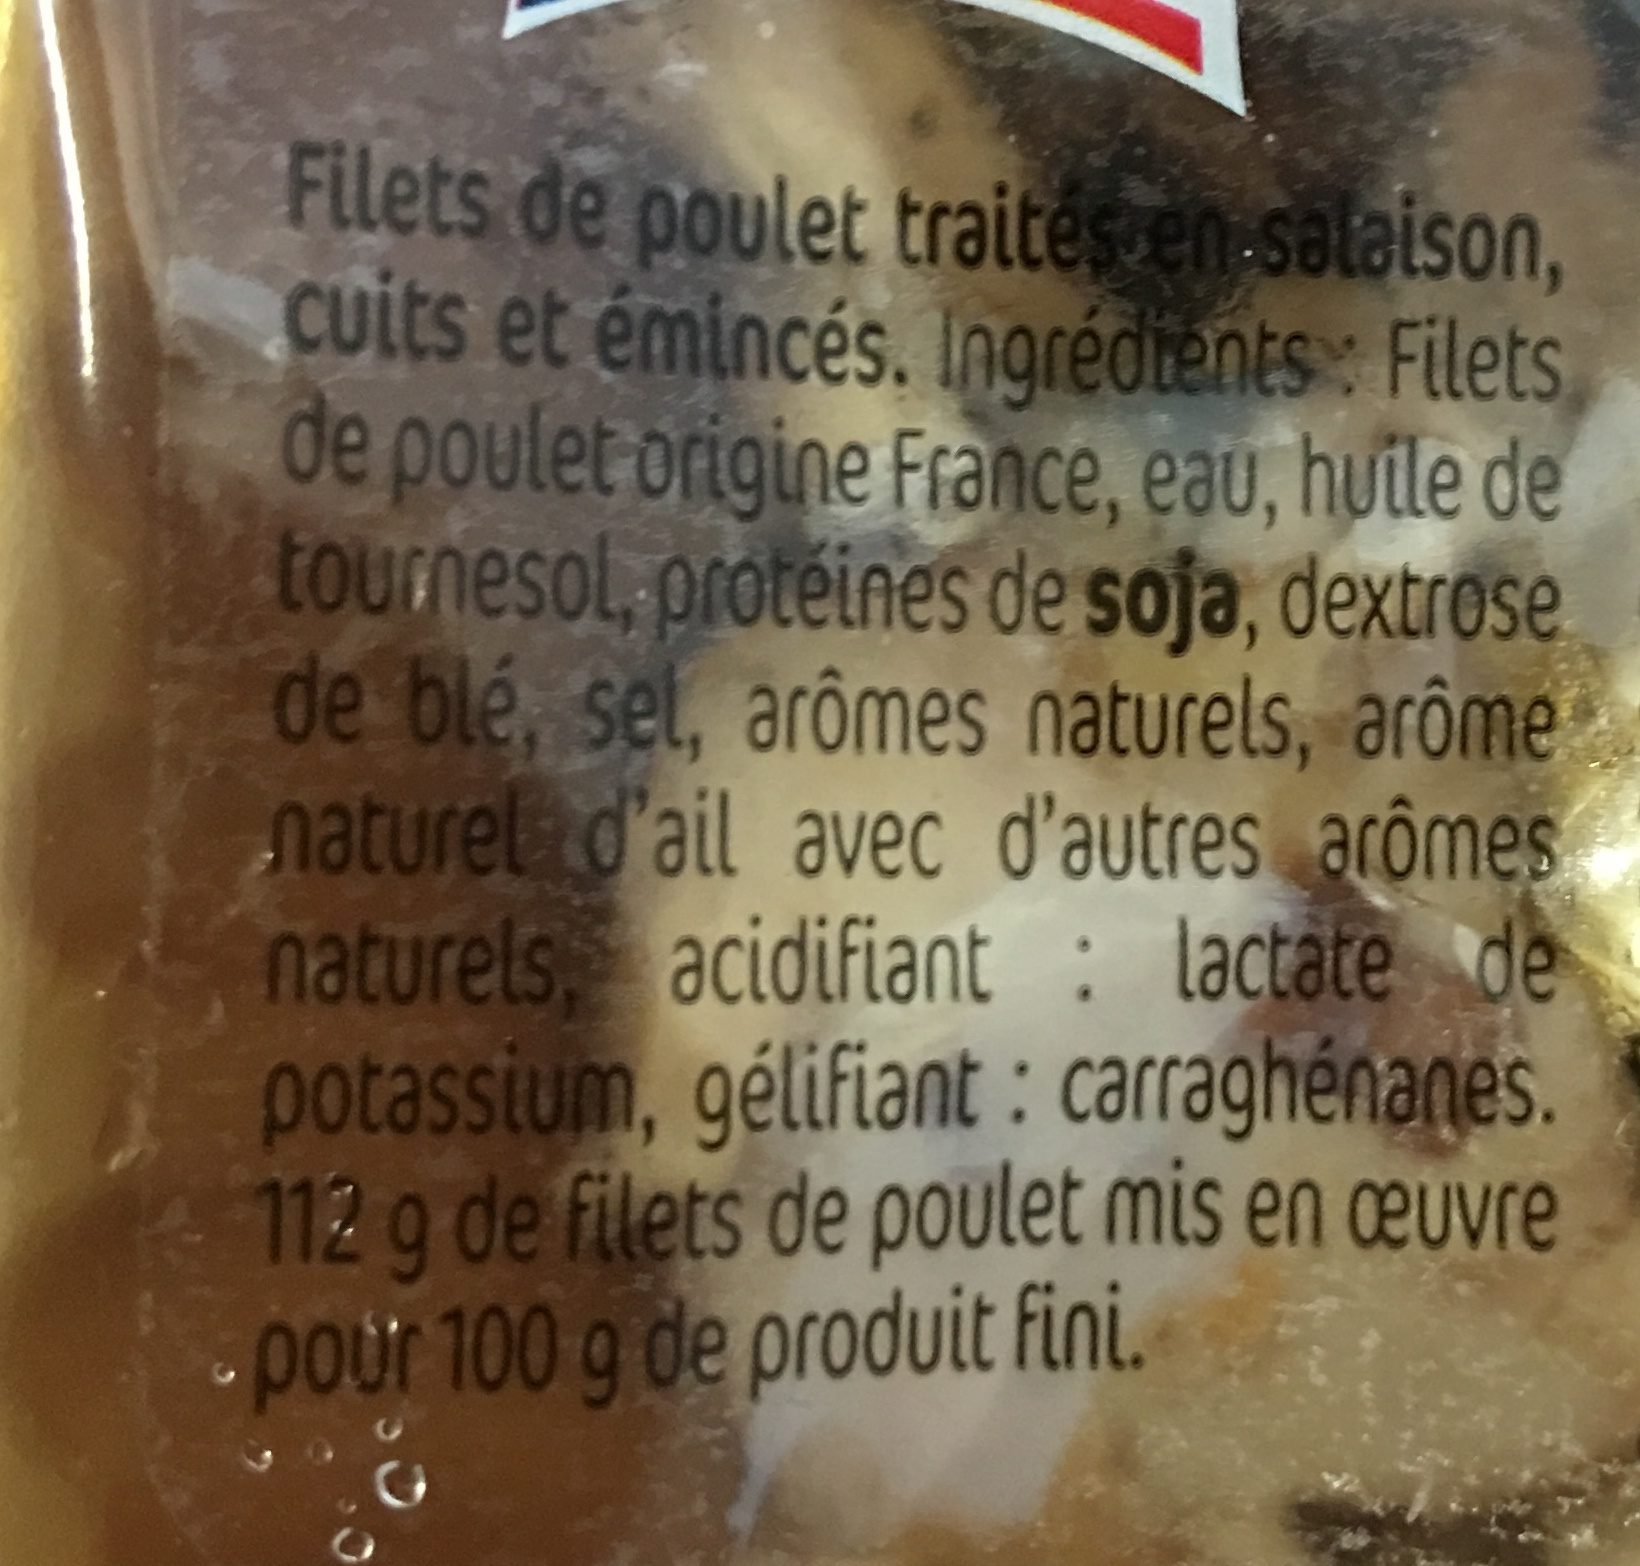 Filets de poulet traités en salaison,
cuits et émincés. Ingrédients : Filets
de poulet origine France, eau, huile de
tournesol, protéines de soja, dextrose
de blé, sel, arômes naturels, arôme
naturel d'ail avec d'autres arômes
naturels, acidifiant : lactate de
potassium, gélifiant : carraghénanes.
112 g de filets de poulet mis en œuvre
pour 100 g de produit fini.